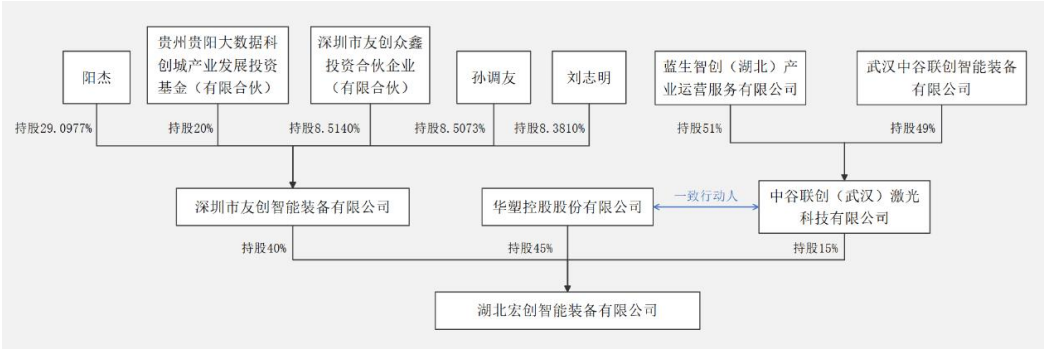 阳杰
贵州贵阳大数据科
创城产业发展投资
基金（有限合伙）
深圳市友创众鑫
投资合伙企业
（有限合伙）
孙调友
刘志明
蓝生智创（湖北）产
业运营服务有限公司
武汉中谷联创智能装备
有限公司
持股29.0977%
持股20%
持股8.5140%
持股8.5073%
持股8.3810%
持股51%
持股49%
深圳市友创智能装备有限公司
华塑控股股份有限公司
一致行动人
中谷联创（武汉）激光
科技有限公司
持股40%
持股45%
持股15%
湖北宏创智能装备有限公司